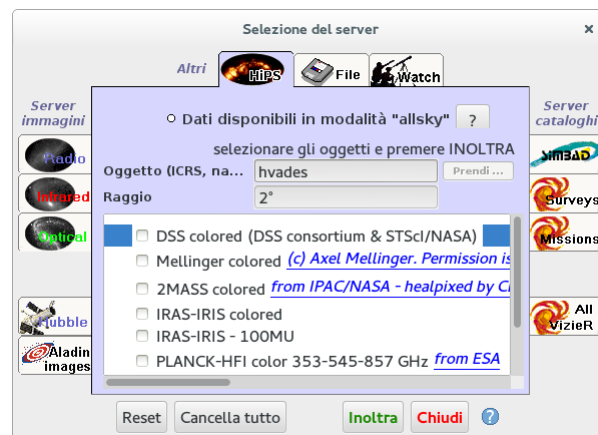 Selezione del server
×
Altri
HiPS
File
Watch
Server
immagini
Server
cataloghi
Dati disponibili in modalità "allsky"
?
selezionare gli oggetti e premere INOLTRA
Oggetto (ICRS, na...
hvades
Prendi ...
Raggio
2°
Radio
Infrared
Optical
Hubble
Aladin
images
DSS colored (DSS consortium & STScI/NASA)
Mellinger colored (c) Axel Mellinger. Permission is
2MASS colored from IPAC/NASA - healpixed by C
IRAS-IRIS colored
IRAS-IRIS - 100MU
PLANCK-HFI color 353-545-857 GHz from ESA
SIMBAD
Surveys
Missions
All
VizieR
Reset
Cancella tutto
Inoltra
Chiudi
?